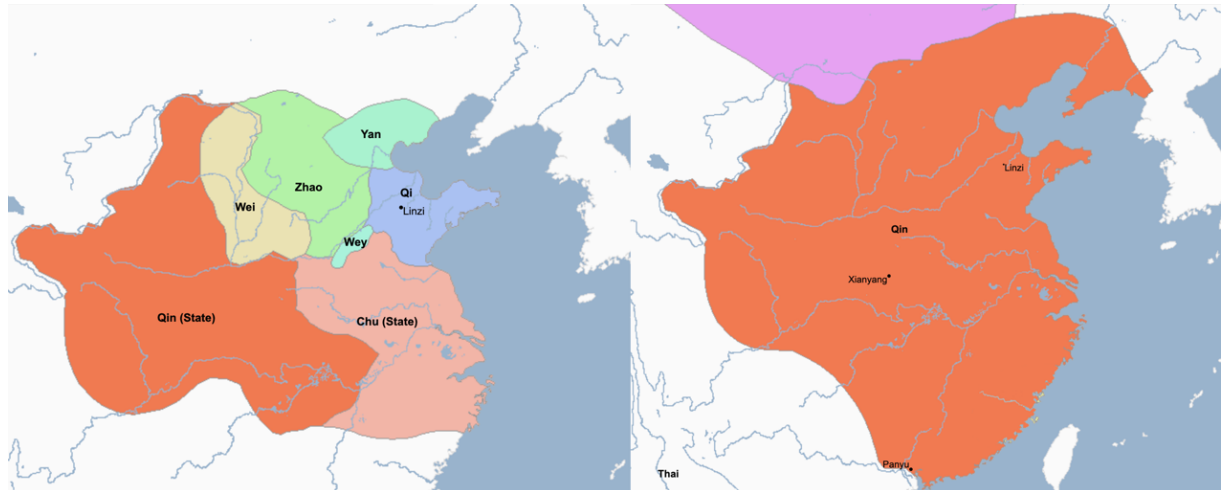 Yan
Zhao
Qi
Wei
Linzi
Wey
Qin (State)
Chu (State)
Linzi
Qin
Xianyang
Panyu
Thai